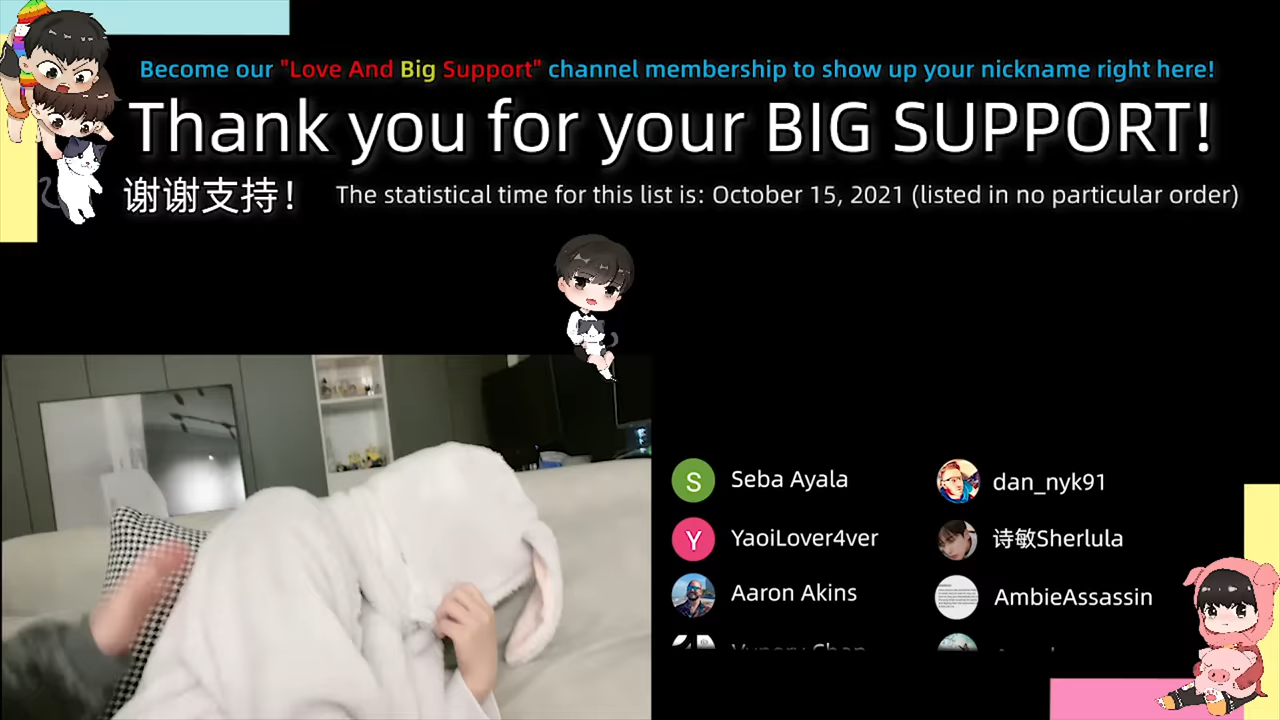 Become our "Love And Big Support" channel membership to show up your nickname right here!
Thank you for your BIG SUPPORT!
谢谢支持！
The statistical time for this list is: October 15, 2021 (listed in no particular order)
S Seba Ayala
dan_nyk91
Y YaoiLover4ver
诗敏Sherlula
Aaron Akins
AmbieAssassin